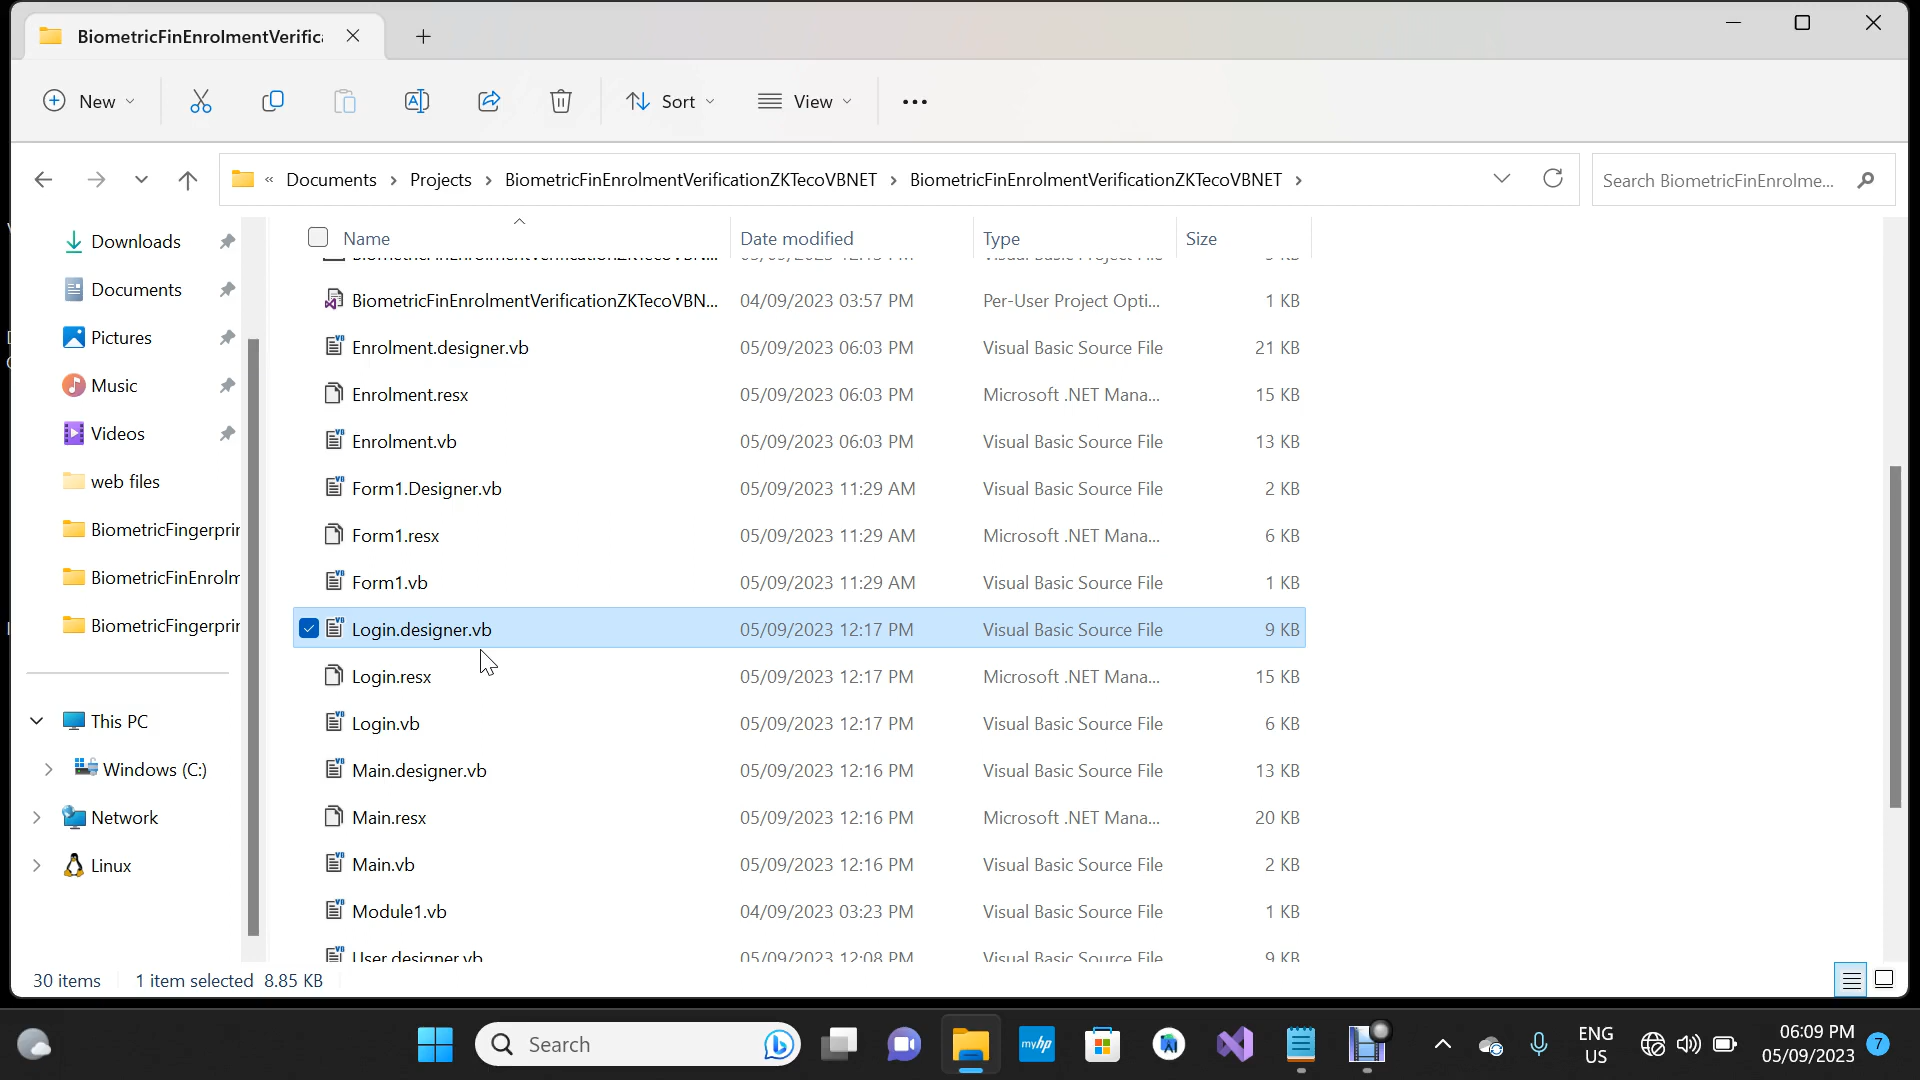 BiometricFinEnrolmentVerific
New
Sort
View
« Documents > Projects > BiometricFinEnrolmentVerificationZKTecoVBNET > BiometricFinEnrolmentVerificationZKTecoVBNET >
Search BiometricFinEnrolme...
Downloads
Documents
Pictures
Music
Videos
web files
BiometricFingerprin
BiometricFinEnrolm
BiometricFingerprin
This PC
Windows (C:)
Network
Linux
Name Date modified Type Size
BiometricFinEnrolmentVerificationZKTecoVBN... 04/09/2023 03:57 PM Per-User Project Opti... 1 KB
Enrolment.designer.vb 05/09/2023 06:03 PM Visual Basic Source File 21 KB
Enrolment.resx 05/09/2023 06:03 PM Microsoft .NET Mana... 15 KB
Enrolment.vb 05/09/2023 06:03 PM Visual Basic Source File 13 KB
Form1.Designer.vb 05/09/2023 11:29 AM Visual Basic Source File 2 KB
Form1.resx 05/09/2023 11:29 AM Microsoft .NET Mana... 6 KB
Form1.vb 05/09/2023 11:29 AM Visual Basic Source File 1 KB
Login.designer.vb 05/09/2023 12:17 PM Visual Basic Source File 9 KB
Login.resx 05/09/2023 12:17 PM Microsoft .NET Mana... 15 KB
Login.vb 05/09/2023 12:17 PM Visual Basic Source File 6 KB
Main.designer.vb 05/09/2023 12:16 PM Visual Basic Source File 13 KB
Main.resx 05/09/2023 12:16 PM Microsoft .NET Mana... 20 KB
Main.vb 05/09/2023 12:16 PM Visual Basic Source File 2 KB
Module1.vb 04/09/2023 03:23 PM Visual Basic Source File 1 KB
User.designer.vb 05/09/2023 12:08 PM Visual Basic Source File 9 KB
30 items 1 item selected 8.85 KB
Search
myhp
ENG
US
06:09 PM
05/09/2023
7